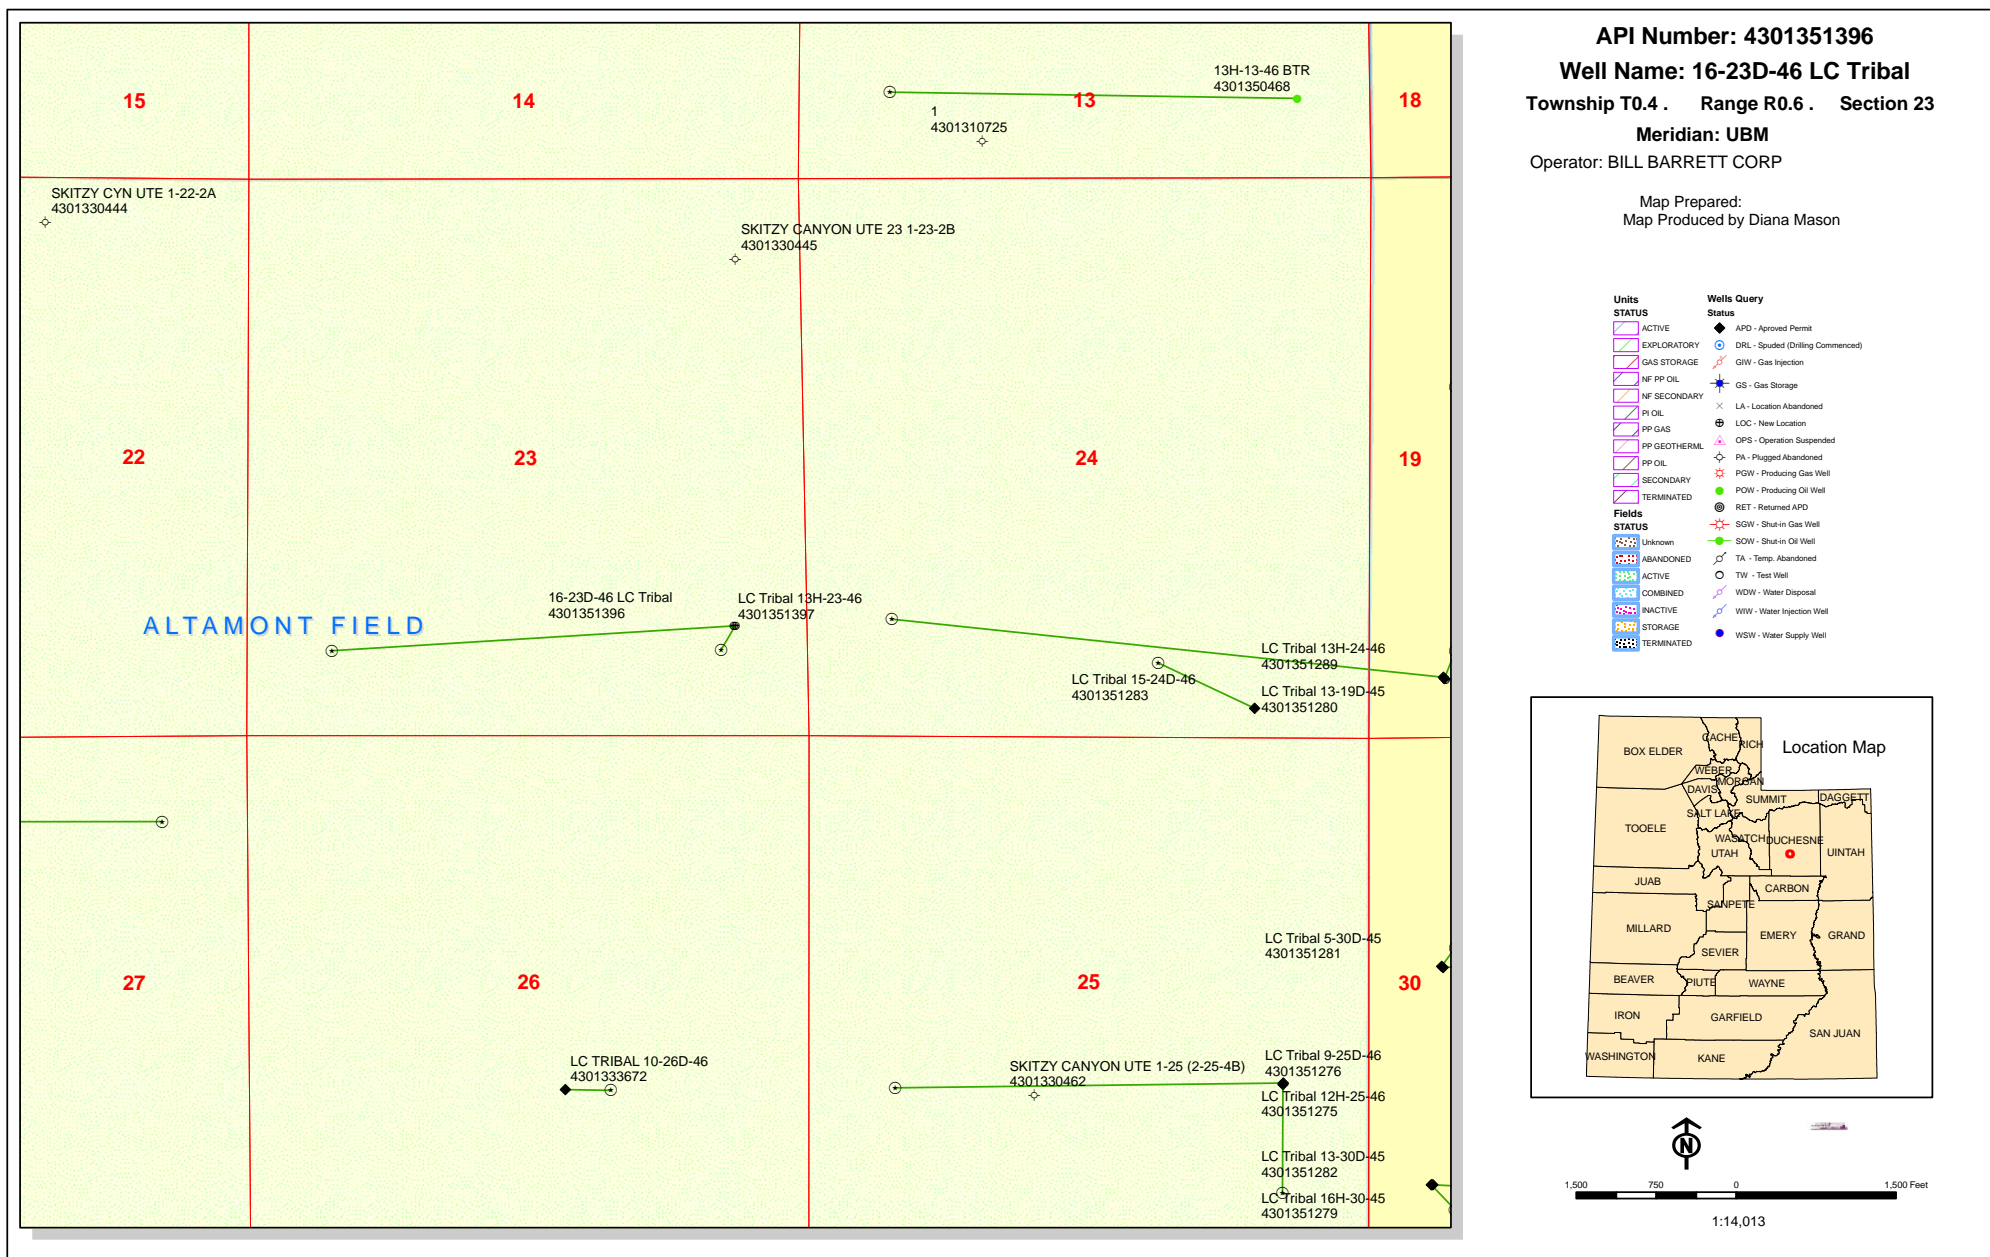 API Number: 4301351396
Well Name: 16-23D-46 LC Tribal
Township T0.4 . Range R0.6 . Section 23
Meridian: UBM
Operator: BILL BARRETT CORP
Map Prepared:
Map Produced by Diana Mason
15
14
13
18
13H-13-46 BTR
4301350468
1
4301310725
SKITZY CYN UTE 1-22-2A
4301330444
SKITZY CANYON UTE 23 1-23-2B
4301330445
22
23
24
19
16-23D-46 LC Tribal
4301351396
LC Tribal 13H-23-46
4301351397
ALTAMONT FIELD
LC Tribal 13H-24-46
4301351289
LC Tribal 15-24D-46
4301351283
LC Tribal 13-19D-45
4301351280
27
26
25
30
LC Tribal 5-30D-45
4301351281
LC TRIBAL 10-26D-46
4301333672
SKITZY CANYON UTE 1-25 (2-25-4B)
4301330462
LC Tribal 9-25D-46
4301351276
LC Tribal 12H-25-46
4301351275
LC Tribal 13-30D-45
4301351282
LC Tribal 16H-30-45
4301351279
Units
STATUS
ACTIVE
EXPLORATORY
GAS STORAGE
NF PP OIL
NF SECONDARY
PI OIL
PP GAS
PP GEOTHERML
PP OIL
SECONDARY
TERMINATED
Fields
STATUS
Unknown
ABANDONED
ACTIVE
COMBINED
INACTIVE
STORAGE
TERMINATED
Wells Query
Status
APD - Aproved Permit
DRL - Spuded (Drilling Commenced)
GIW - Gas Injection
GS - Gas Storage
LA - Location Abandoned
LOC - New Location
OPS - Operation Suspended
PA - Plugged Abandoned
PGW - Producing Gas Well
POW - Producing Oil Well
RET - Returned APD
SGW - Shut-in Gas Well
SOW - Shut-in Oil Well
TA - Temp. Abandoned
TW - Test Well
WDW - Water Disposal
WIW - Water Injection Well
WSW - Water Supply Well
Location Map
BOX ELDER
CACHE
RICH
WEBER
MORGAN
DAVIS
SUMMIT
DAGGETT
SALT LAKE
TOOELE
WASATCH
DUCHESNE
UTAH
UINTAH
JUAB
CARBON
SANPETE
MILLARD
EMERY
GRAND
SEVIER
BEAVER
PIUTE
WAYNE
IRON
GARFIELD
SAN JUAN
WASHINGTON
KANE
N
1,500 750 0 1,500 Feet
1:14,013